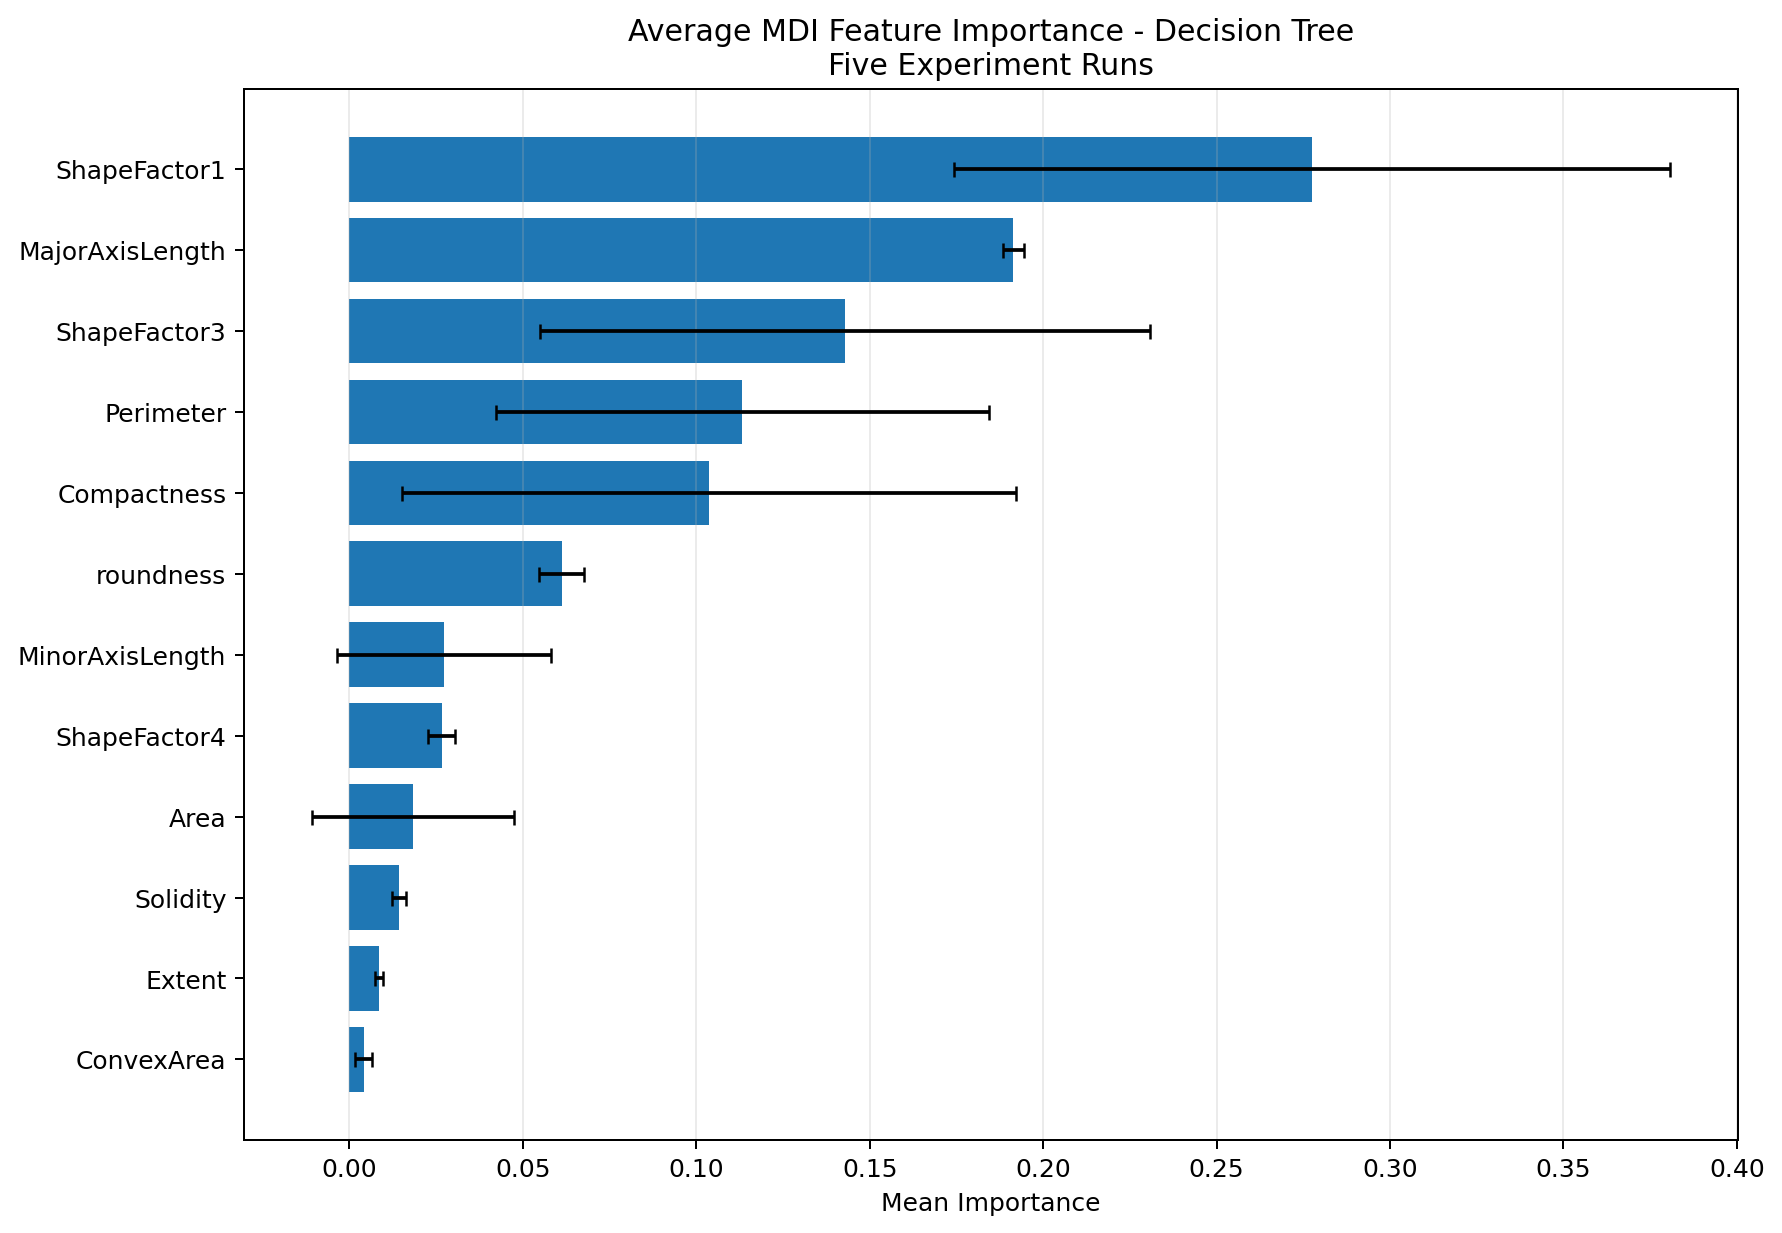 Average MDI Feature Importance - Decision Tree
Five Experiment Runs
ShapeFactor1
MajorAxisLength
ShapeFactor3
Perimeter
Compactness
roundness
MinorAxisLength
ShapeFactor4
Area
Solidity
Extent
ConvexArea
0.00 0.05 0.10 0.15 0.20 0.25 0.30 0.35 0.40
Mean Importance